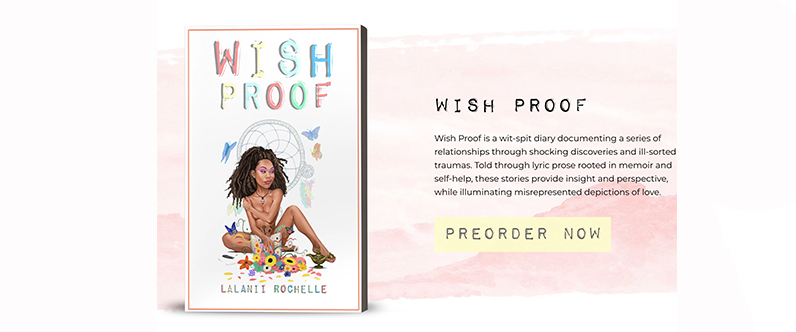 WISH
PROOF
LALANII ROCHELLE
WISH PROOF
Wish Proof is a wit-spit diary documenting a series of
relationships through shocking discoveries and ill-sorted
traumas. Told through lyric prose rooted in memoir and
self-help, these stories provide insight and perspective,
while illuminating misrepresented depictions of love.
PREORDER NOW